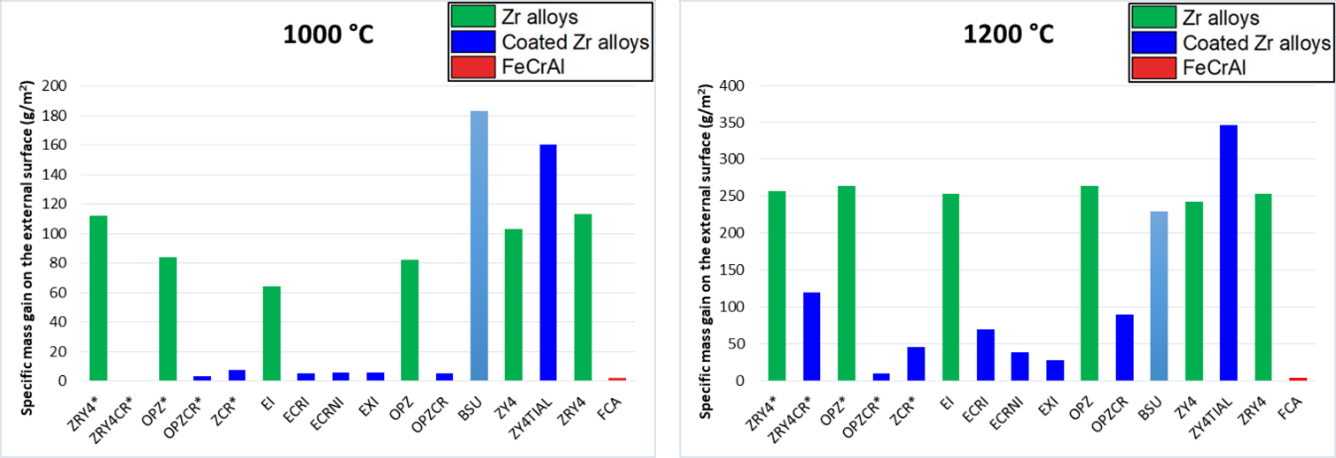 1000 °C
Zr alloys
Coated Zr alloys
FeCrAl
Specific mass gain on the external surface (g/m²)
200
180
160
140
120
100
80
60
40
20
0
ZRY4*
ZRY4CR*
OPZ*
OPZCR*
ZCR*
EI
ECRI
ECRNI
EXI
OPZ
OPZCR
BSU
ZY4
ZY4TIAL
ZRY4
FCA
1200 °C
Zr alloys
Coated Zr alloys
FeCrAl
Specific mass gain on the external surface (g/m²)
400
350
300
250
200
150
100
50
0
ZRY4*
ZRY4CR*
OPZ*
OPZCR*
ZCR*
EI
ECRI
ECRNI
EXI
OPZ
OPZCR
BSU
ZY4
ZY4TIAL
ZRY4
FCA